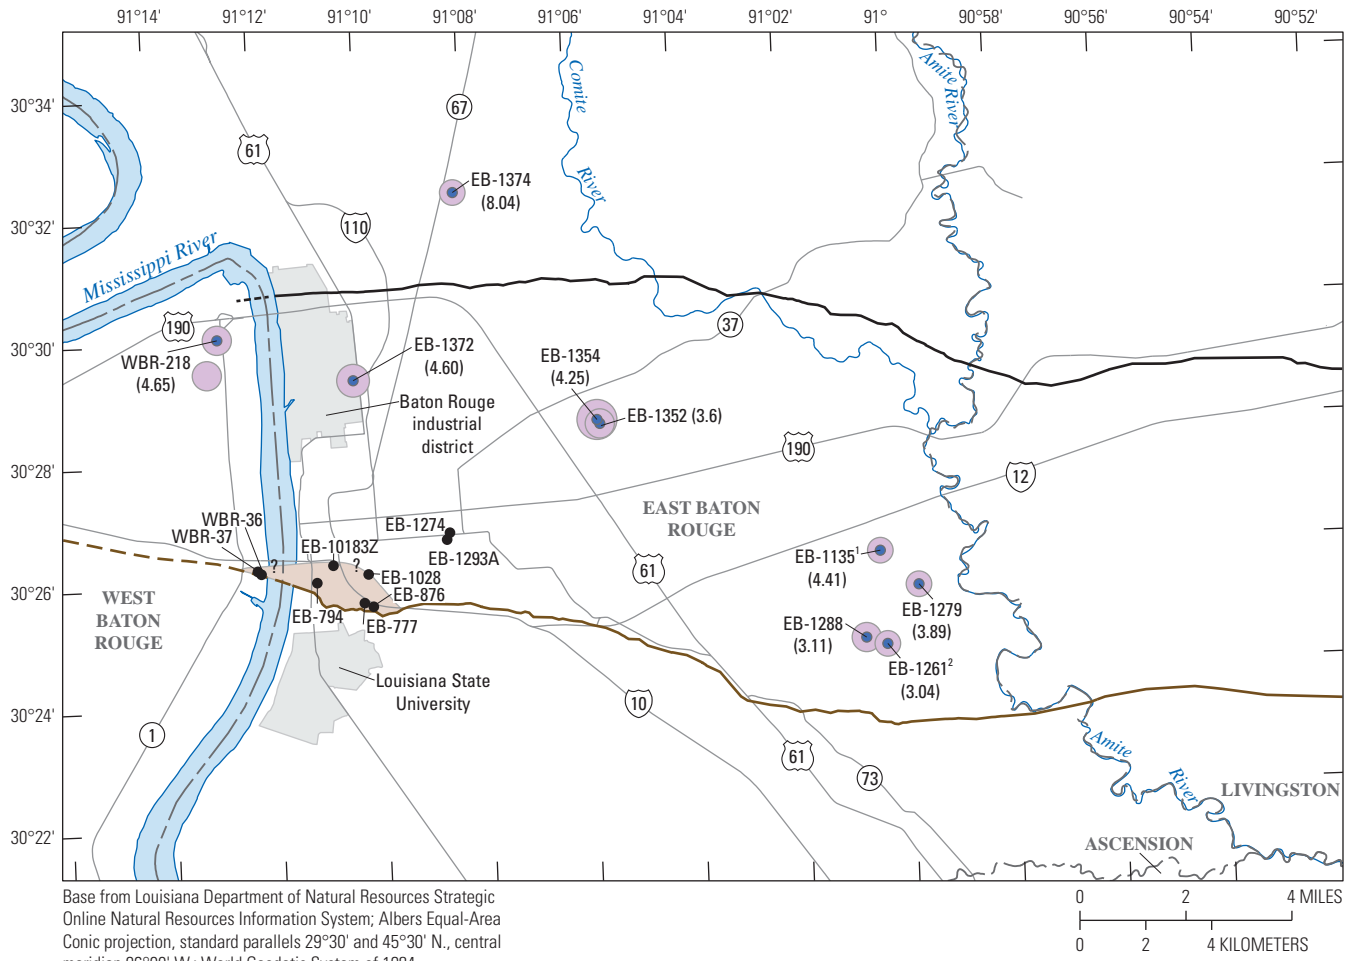 91°14' 91°12' 91°10' 91°08' 91°06' 91°04' 91°02' 91° 90°58' 90°56' 90°54' 90°52'
30°34'
30°32'
30°30'
30°28'
30°26'
30°24'
30°22'
Comite
River
Amite River
67
61
EB-1374
(8.04)
110
Mississippi River
190
37
WBR-218
(4.65)
EB-1372
(4.60)
EB-1354
(4.25)
EB-1352 (3.6)
Baton Rouge
industrial
district
190
12
EAST BATON
ROUGE
WBR-36
WBR-37
EB-1274
EB-1293A
EB-10183Z
?
?
EB-1028
EB-876
EB-794
EB-777
61
EB-1135¹
(4.41)
EB-1279
(3.89)
EB-1288
(3.11)
EB-1261²
(3.04)
WEST
BATON
ROUGE
Louisiana State
University
1
10
61
73
Amite
River
LIVINGSTON
ASCENSION
Base from Louisiana Department of Natural Resources Strategic
Online Natural Resources Information System; Albers Equal-Area
Conic projection, standard parallels 29°30' and 45°30' N., central
0 2 4 MILES
0 2 4 KILOMETERS